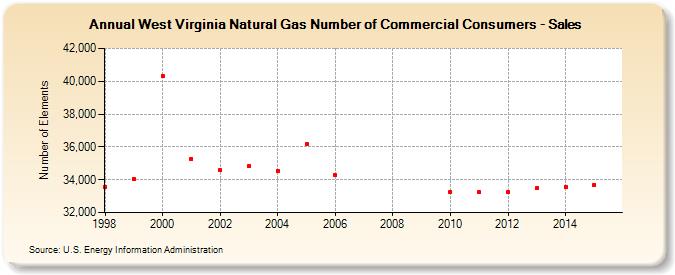 Annual West Virginia Natural Gas Number of Commercial Consumers - Sales
Number of Elements
42,000
40,000
38,000
36,000
34,000
32,000
1998 2000 2002 2004 2006 2008 2010 2012 2014
Source: U.S. Energy Information Administration